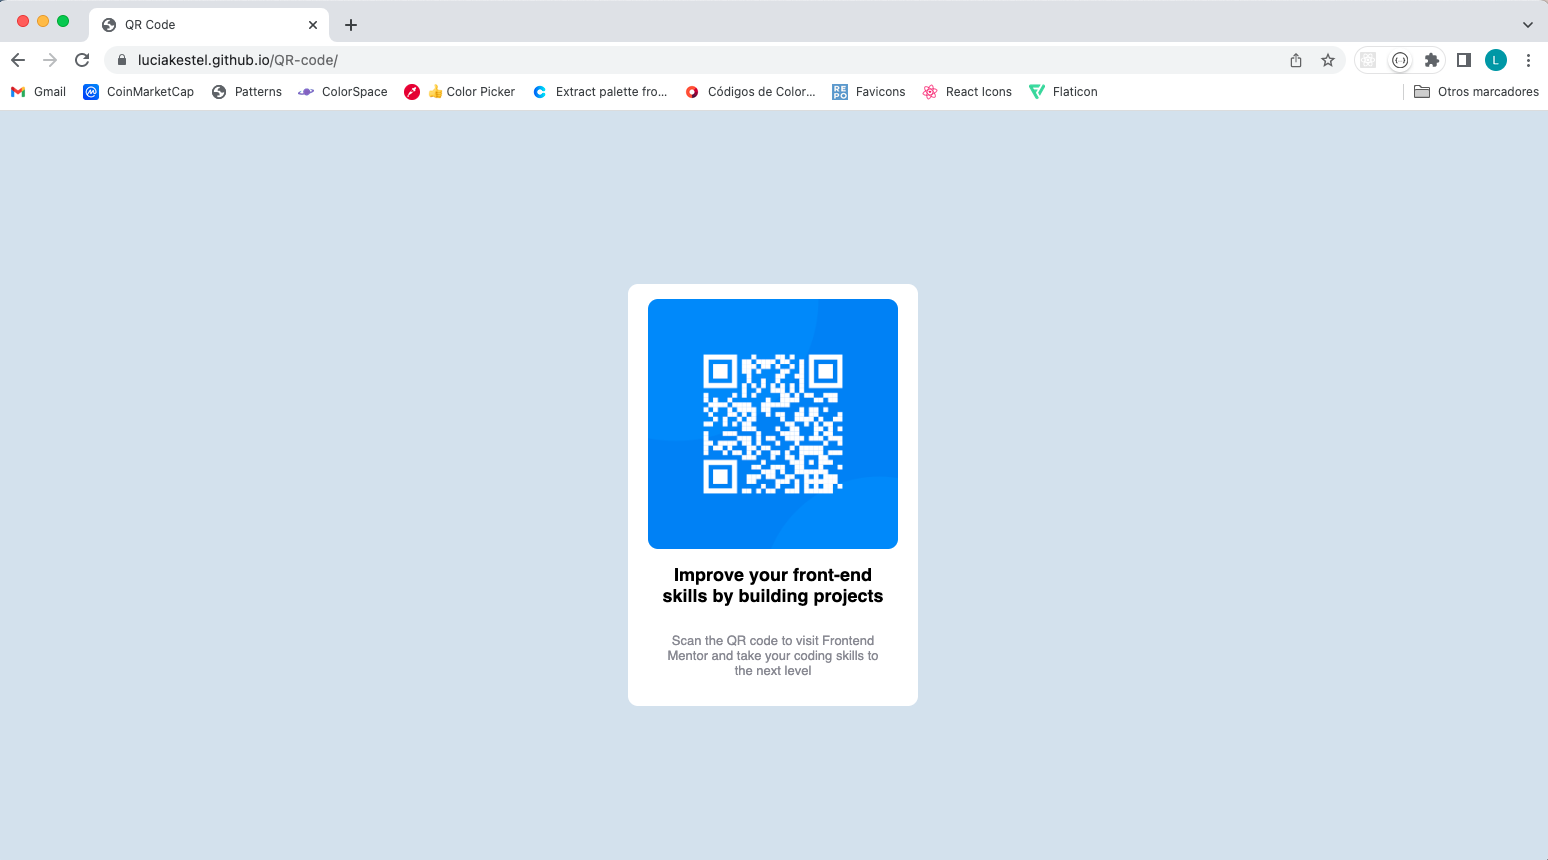 QR Code
luciakestel.github.io/QR-code/
L
Gmail CoinMarketCap Patterns ColorSpace 👍 Color Picker Extract palette fro... Códigos de Color... REPO Favicons React Icons Flaticon Otros marcadores
Improve your front-end
skills by building projects
Scan the QR code to visit Frontend
Mentor and take your coding skills to
the next level